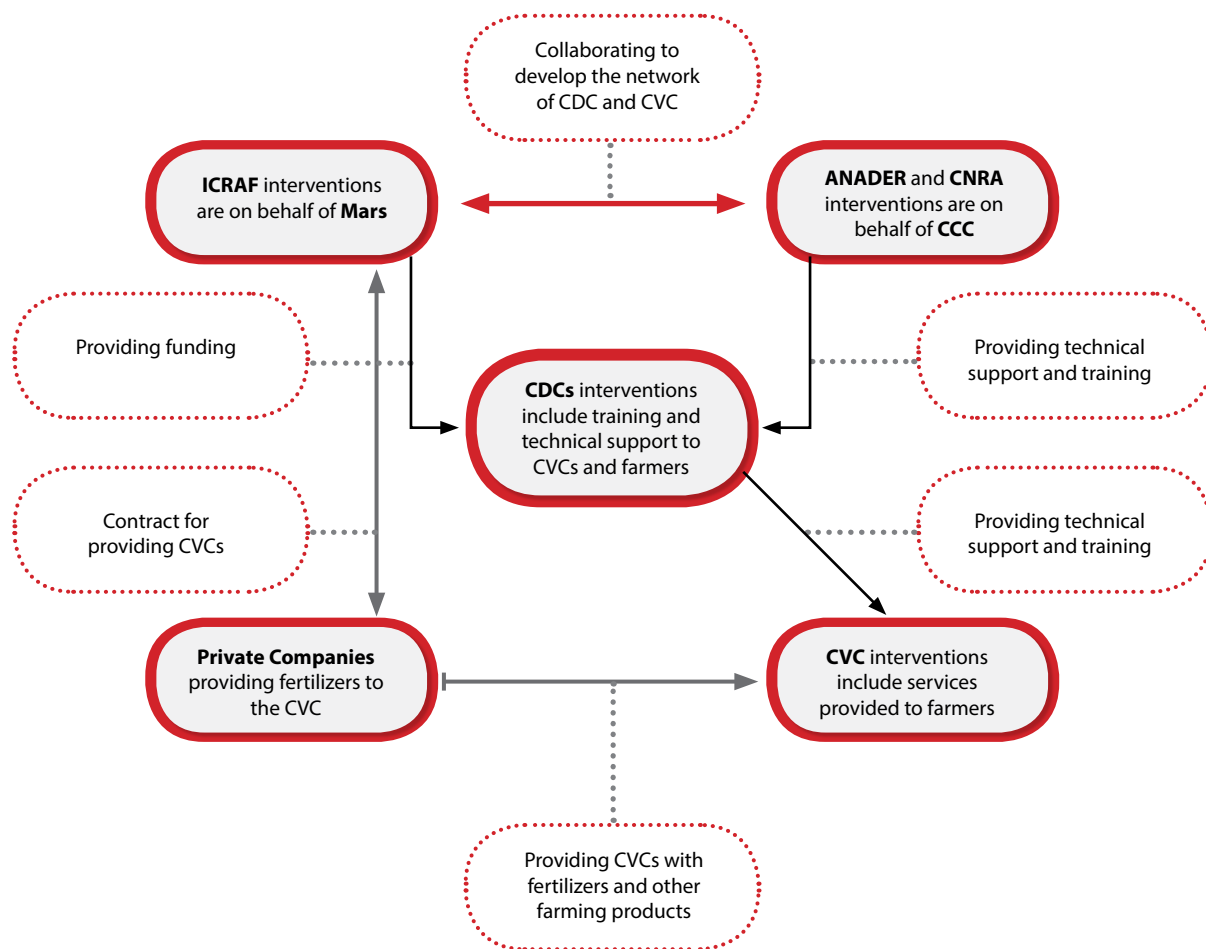 Collaborating to
develop the network
of CDC and CVC
ICRAF interventions
are on behalf of Mars
ANADER and CNRA
interventions are on
behalf of CCC
Providing funding
CDCs interventions
include training and
technical support to
CVCs and farmers
Providing technical
support and training
Contract for
providing CVCs
Providing technical
support and training
Private Companies
providing fertilizers to
the CVC
CVC interventions
include services
provided to farmers
Providing CVCs with
fertilizers and other
farming products